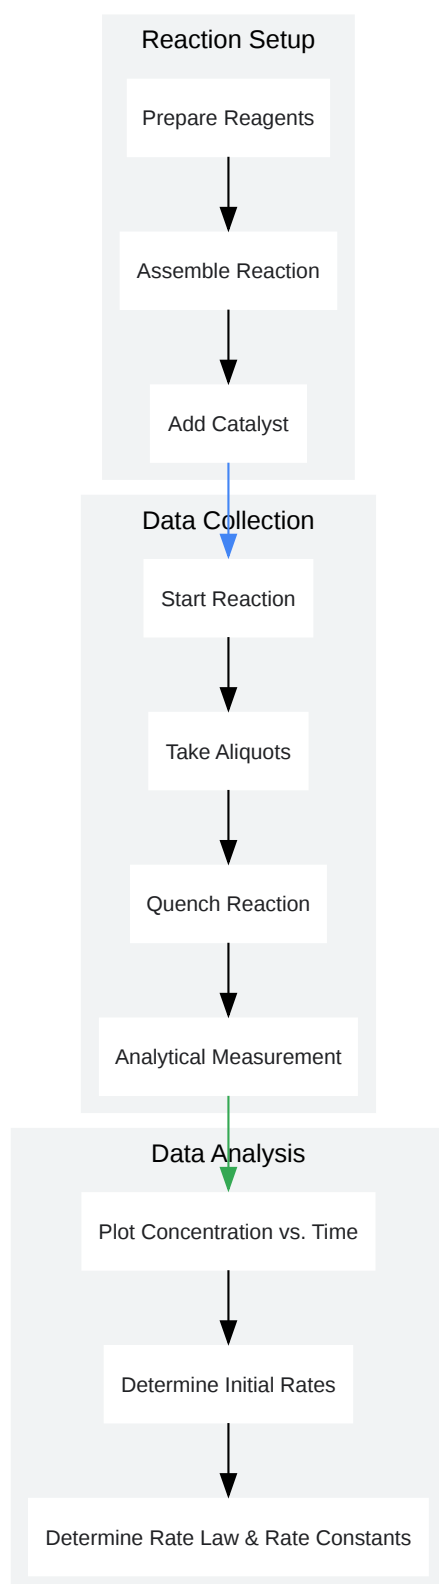 Reaction Setup
Prepare Reagents
Assemble Reaction
Add Catalyst
Data Collection
Start Reaction
Take Aliquots
Quench Reaction
Analytical Measurement
Data Analysis
Plot Concentration vs. Time
Determine Initial Rates
Determine Rate Law & Rate Constants